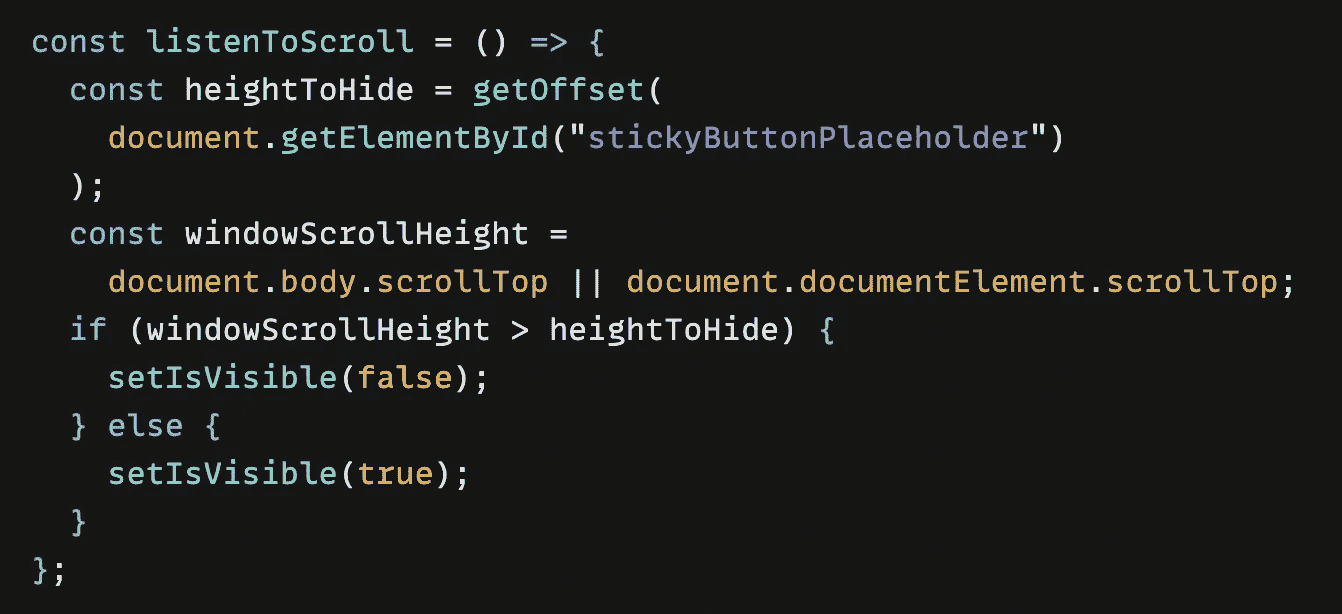 const listenToScroll = () => {
  const heightToHide = getOffset(
    document.getElementById("stickyButtonPlaceholder")
  );
  const windowScrollHeight =
    document.body.scrollTop || document.documentElement.scrollTop;
  if (windowScrollHeight > heightToHide) {
    setIsVisible(false);
  } else {
    setIsVisible(true);
  }
};